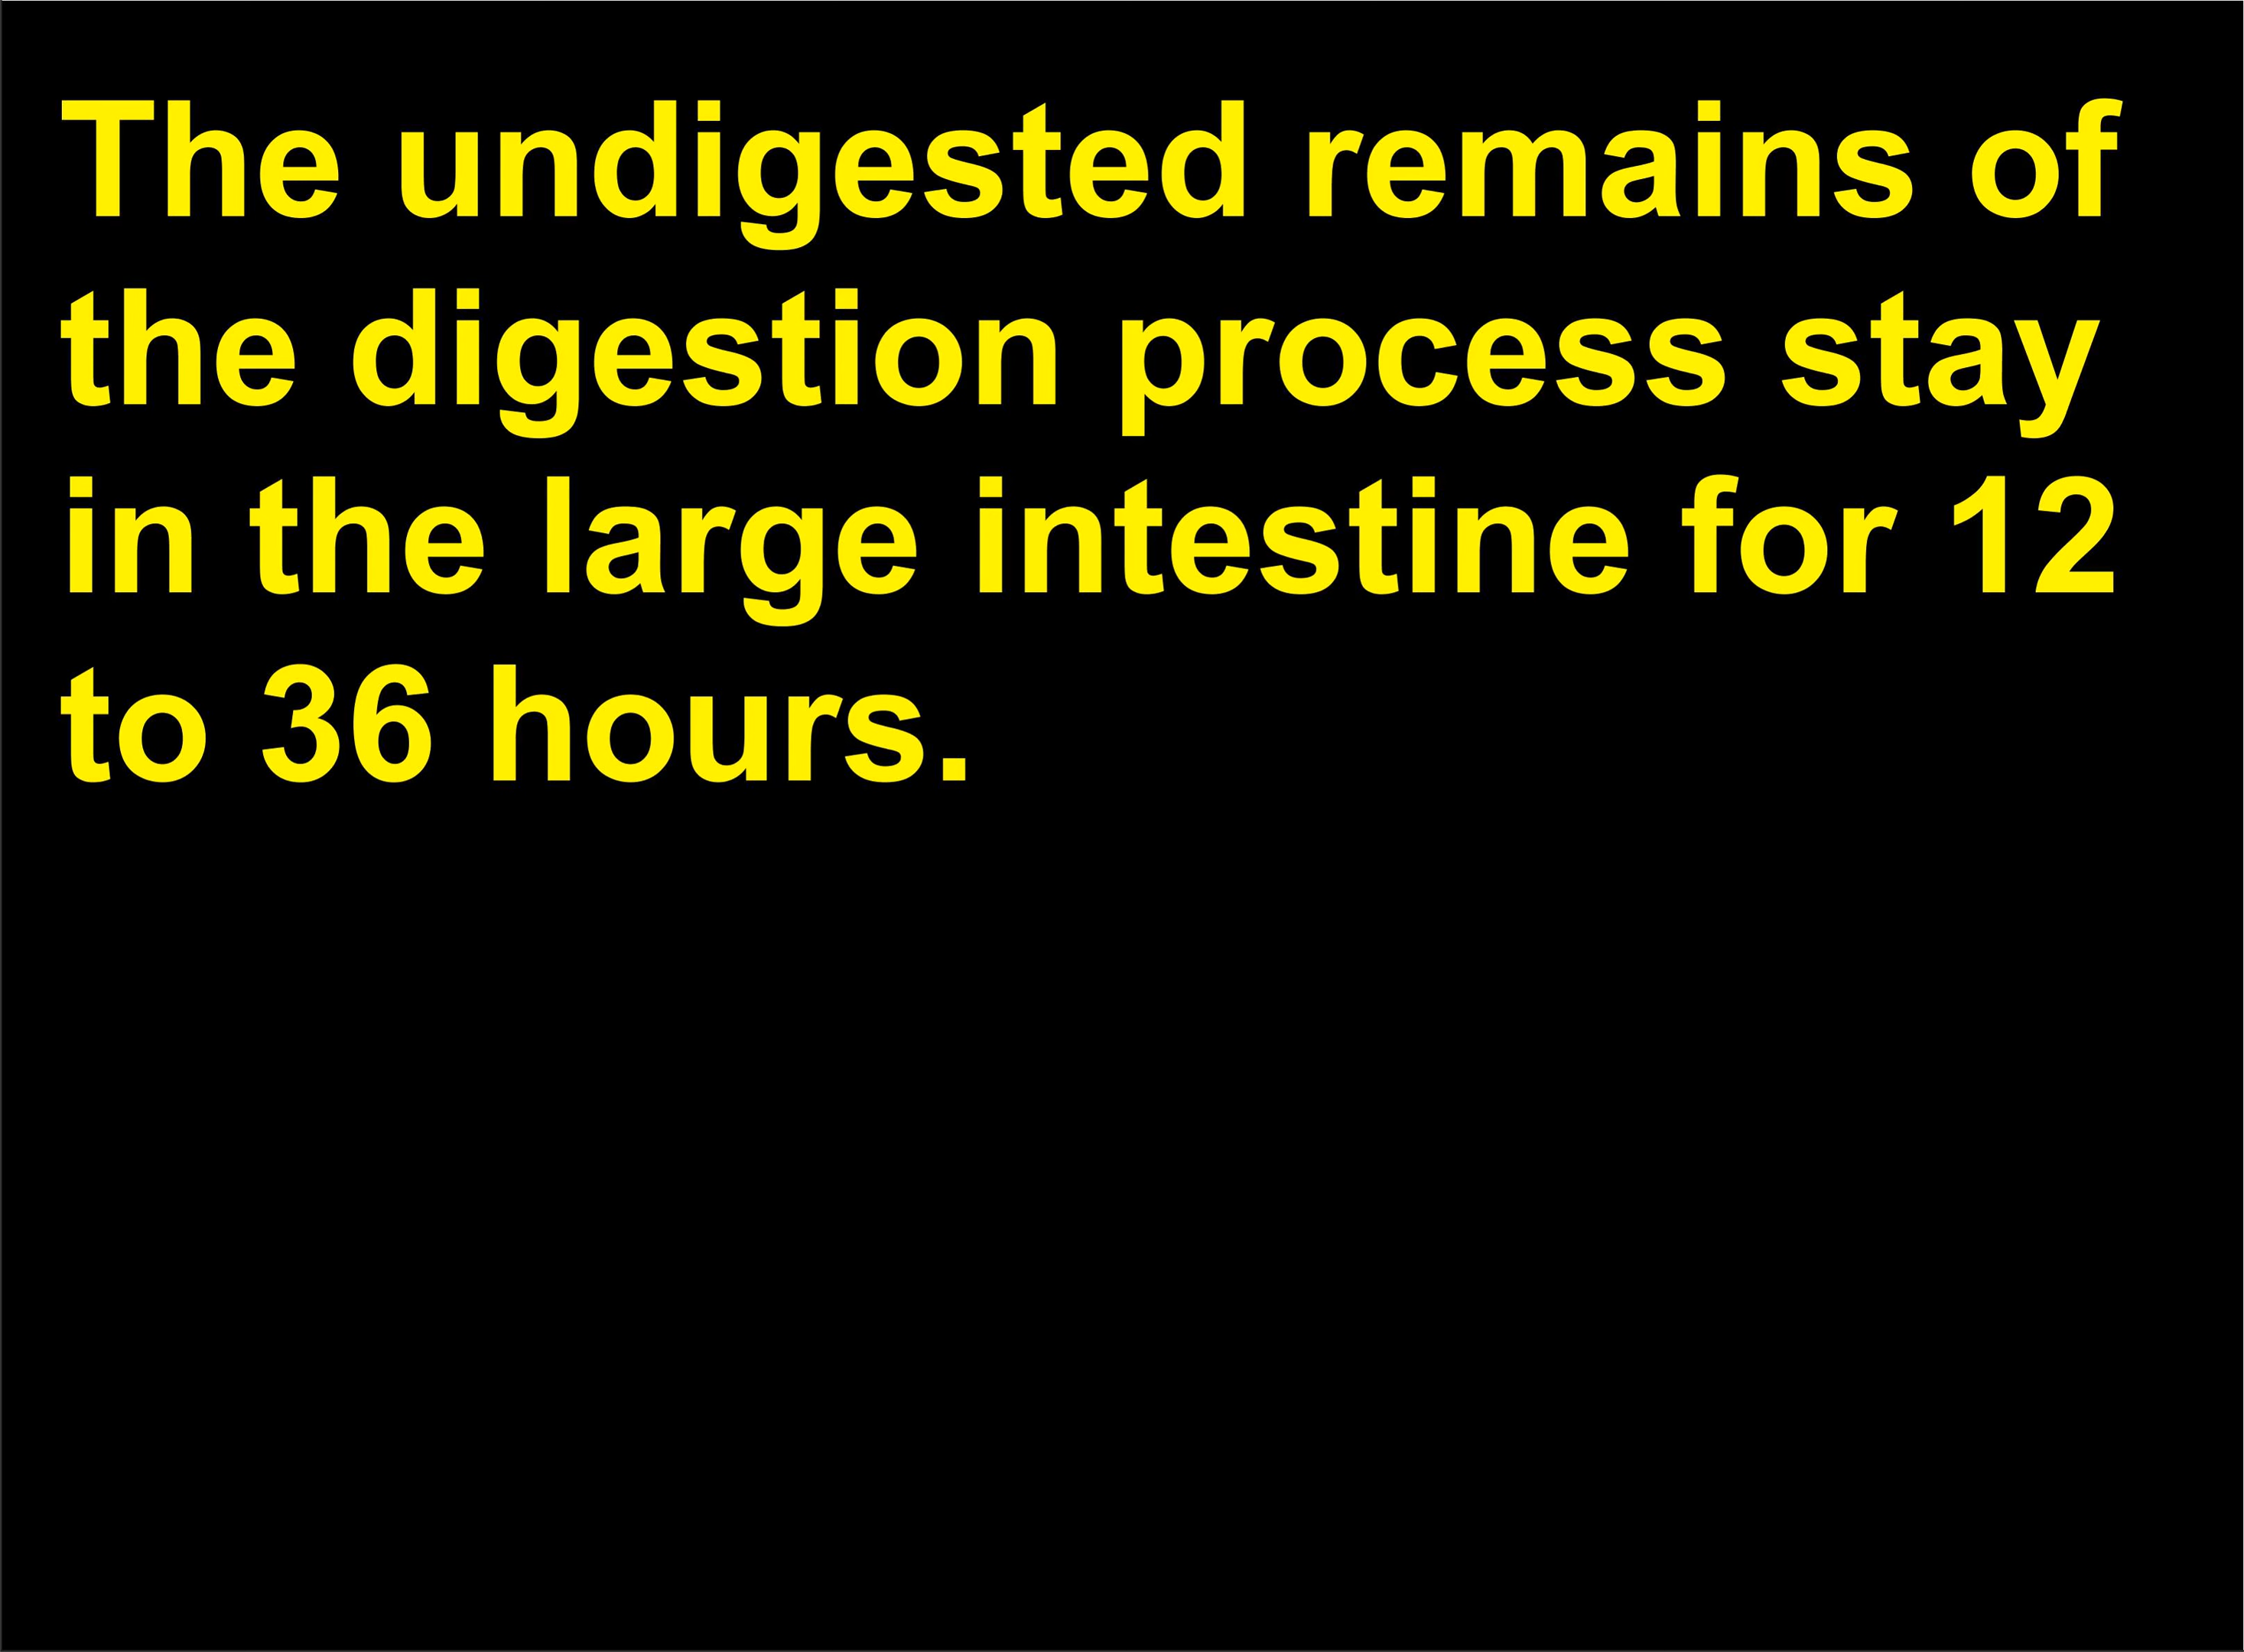 The undigested remains of
the digestion process stay
in the large intestine for 12
to 36 hours.